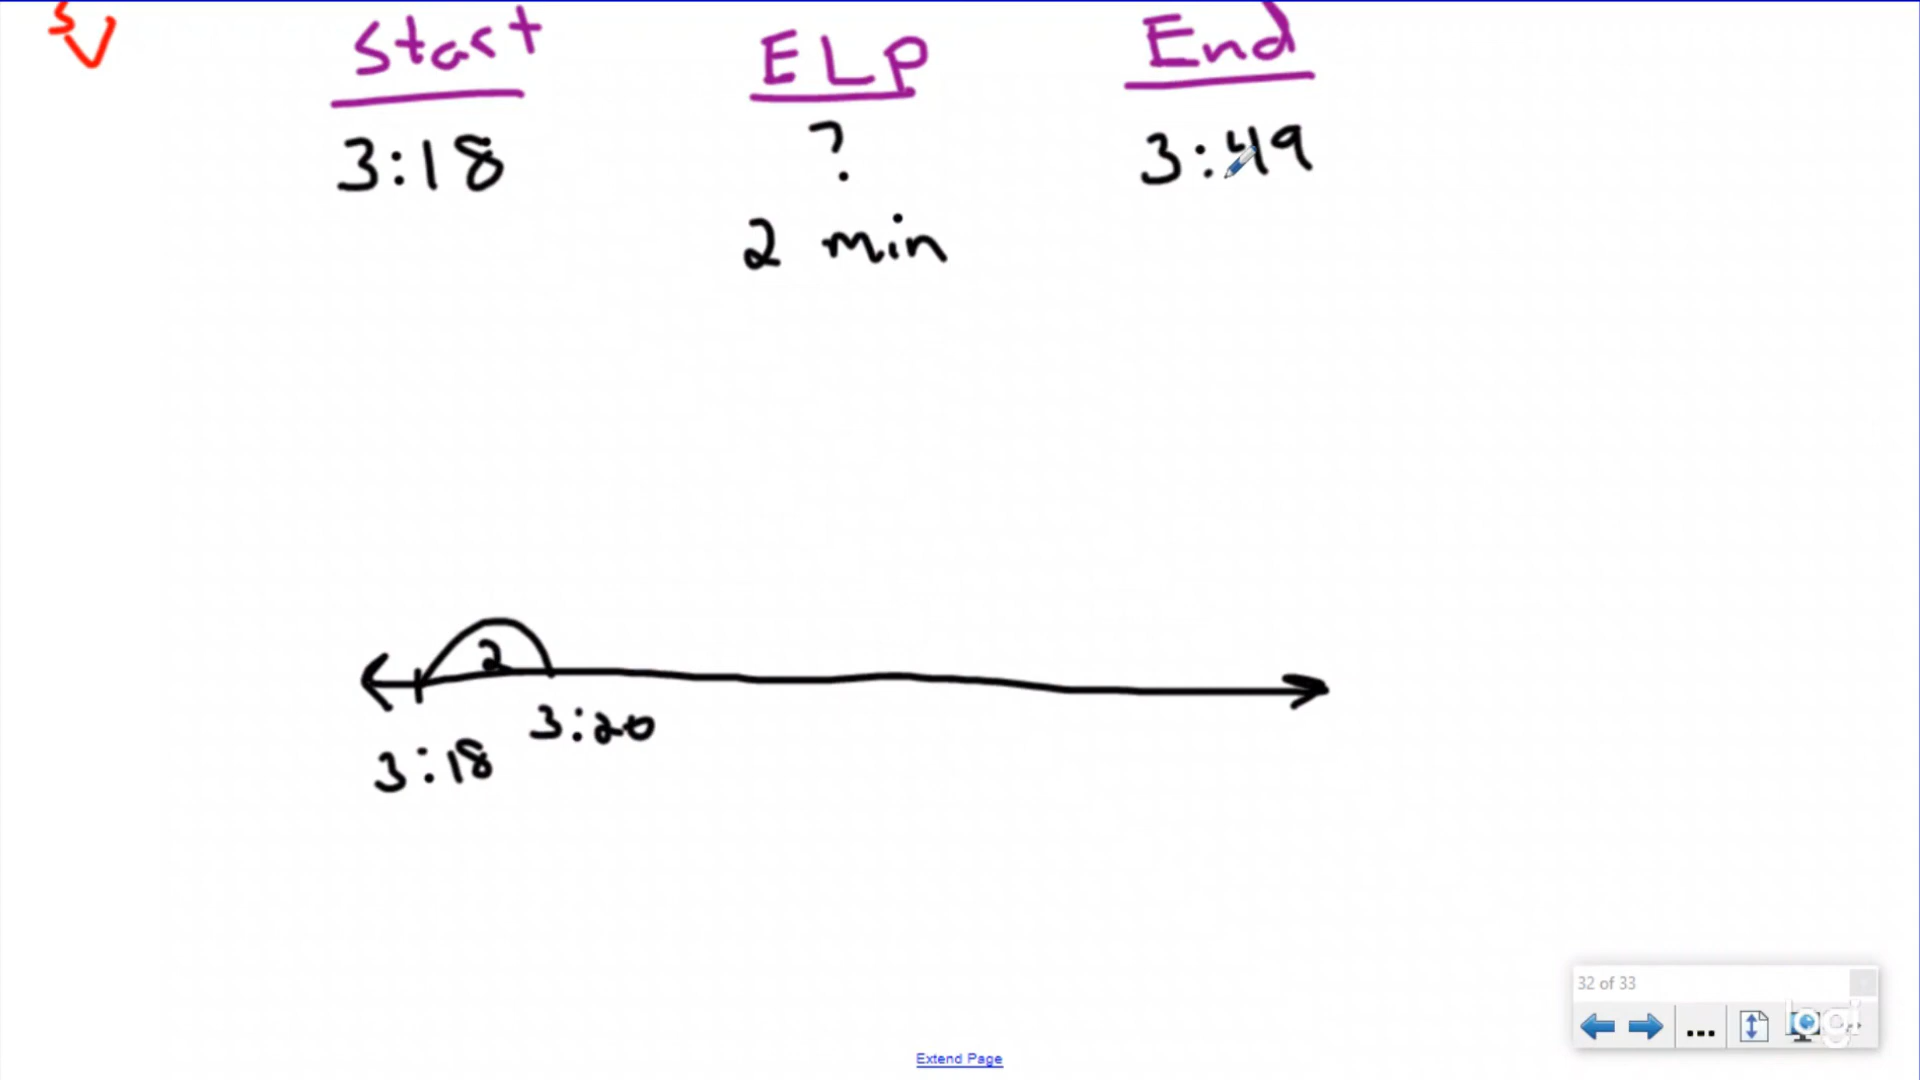 Start ELP End
3:18 ? 3:49
2 min
2
3:20
3:18
32 of 33
...
logi
Extend Page